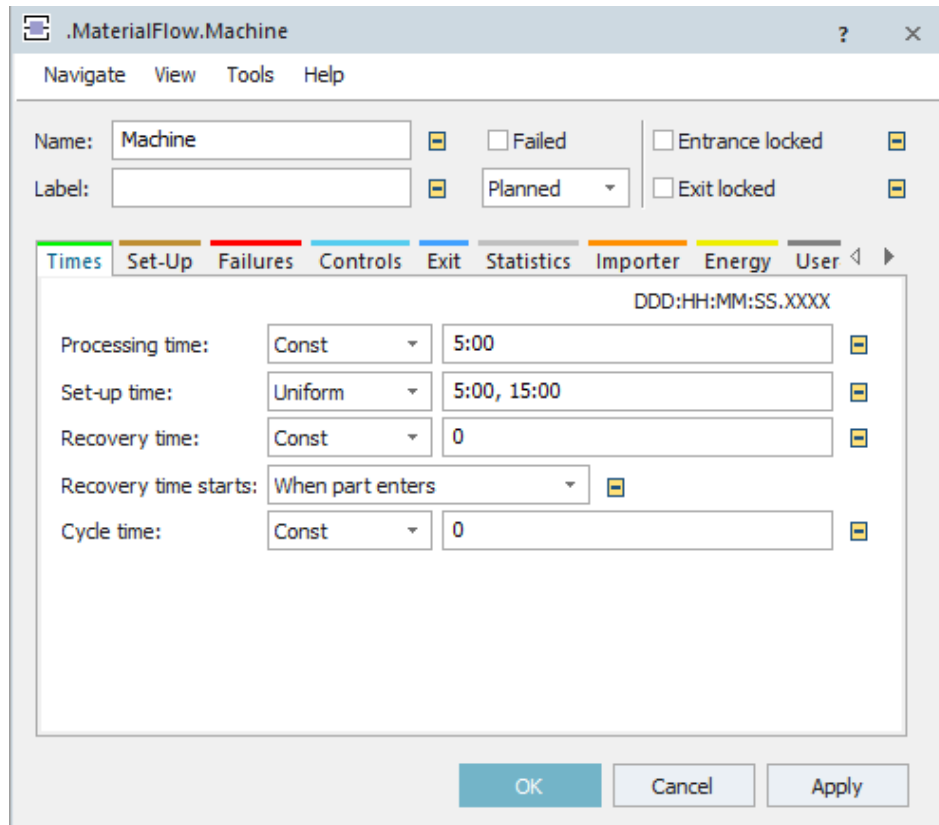 .MaterialFlow.Machine ? ×
Navigate View Tools Help
Name: Machine Failed Entrance locked
Label: Planned Exit locked
Times Set-Up Failures Controls Exit Statistics Importer Energy User
DDD:HH:MM:SS.XXXX
Processing time: Const 5:00
Set-up time: Uniform 5:00, 15:00
Recovery time: Const 0
Recovery time starts: When part enters
Cycle time: Const 0
OK Cancel Apply